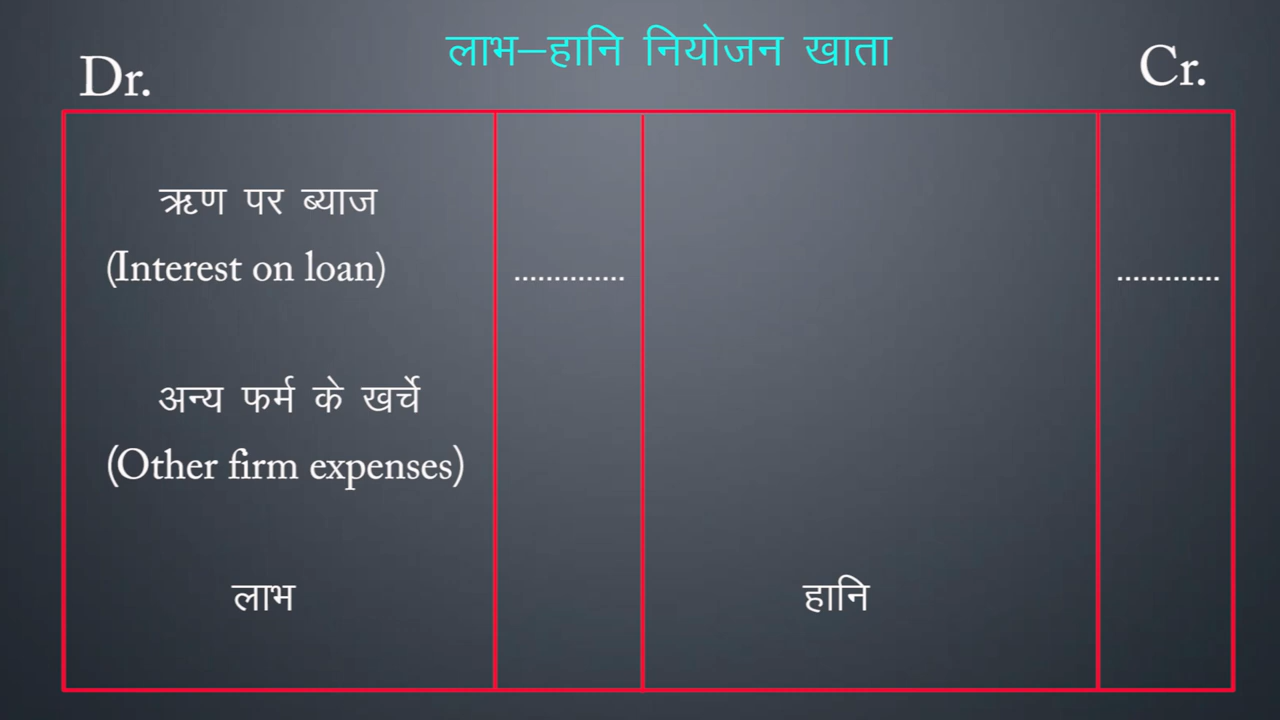 लाभ–हानि नियोजन खाता
Dr.
Cr.
ऋण पर ब्याज
(Interest on loan)
..............
.............
अन्य फर्म के खर्चे
(Other firm expenses)
लाभ
हानि